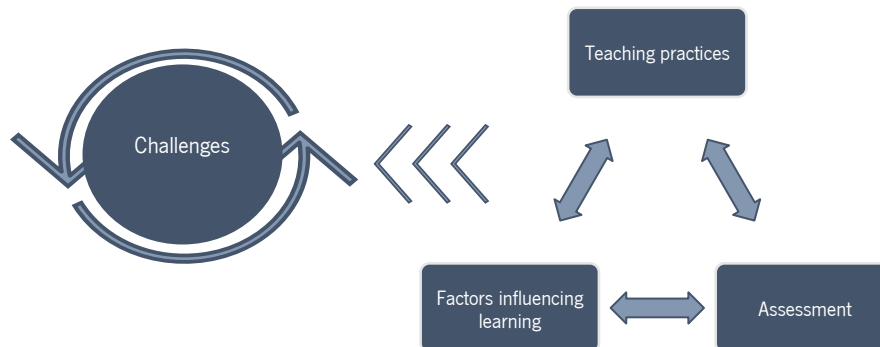 Teaching practices
Challenges
Factors influencing
learning
Assessment